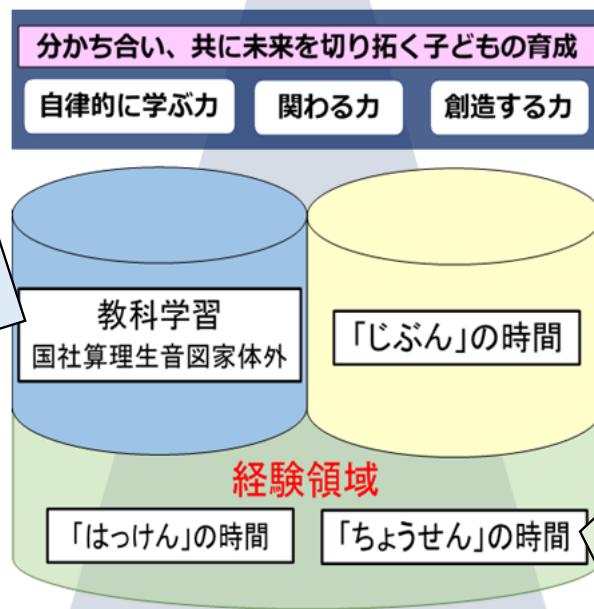 分かち合い、共に未来を切り拓く子どもの育成
自律的に学ぶ力
関わる力
創造する力
教科学習
国社算理生音図家体外
「じぶん」の時間
経験領域
「はっけん」の時間
「ちょうせん」の時間